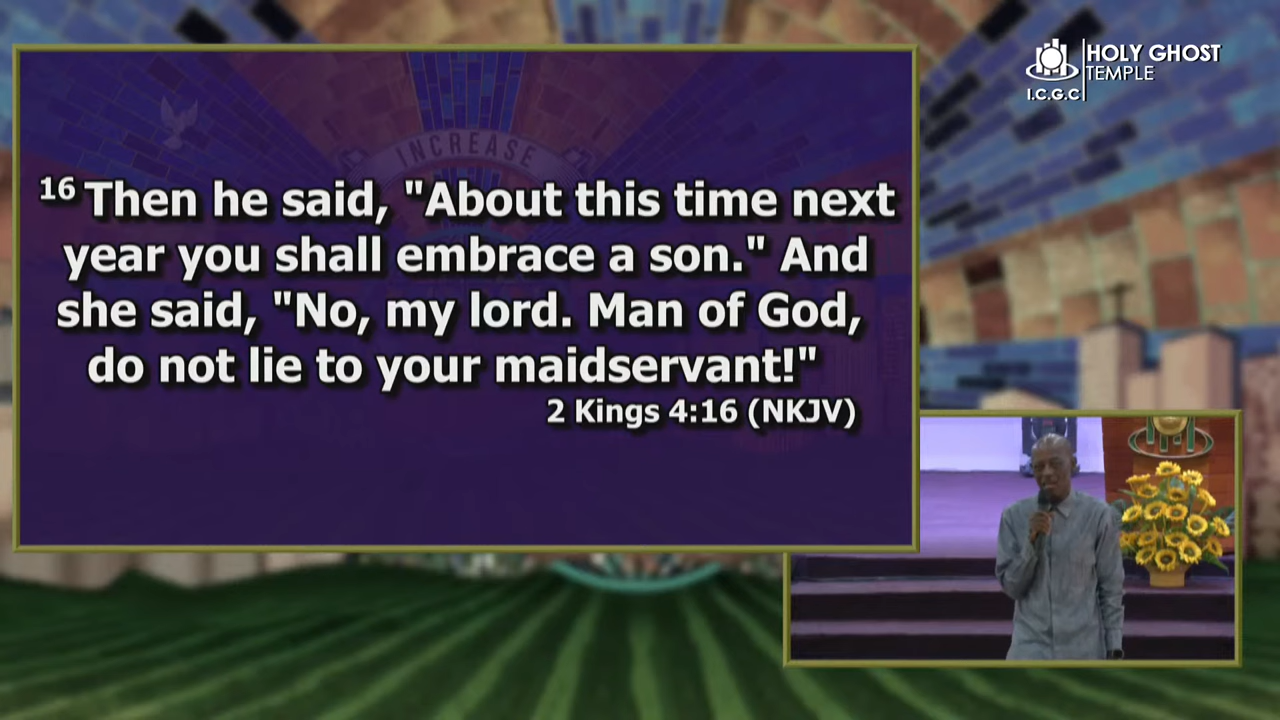 HOLY GHOST
TEMPLE
I.C.G.C
INCREASE
16 Then he said, "About this time next
year you shall embrace a son." And
she said, "No, my lord. Man of God,
do not lie to your maidservant!"
2 Kings 4:16 (NKJV)